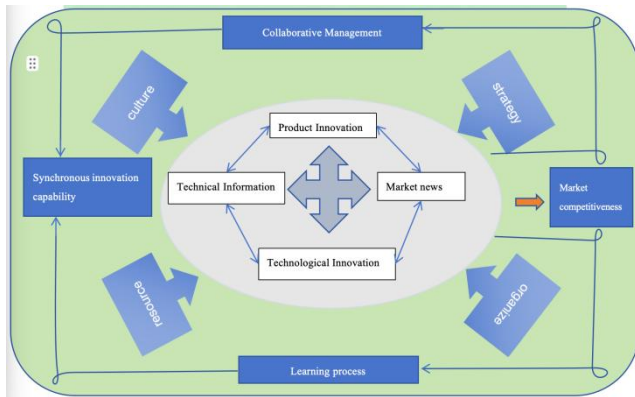 Collaborative Management
culture
strategy
Product Innovation
Synchronous innovation
capability
Technical Information
Market news
Market
competitiveness
Technological Innovation
resource
organize
Learning process